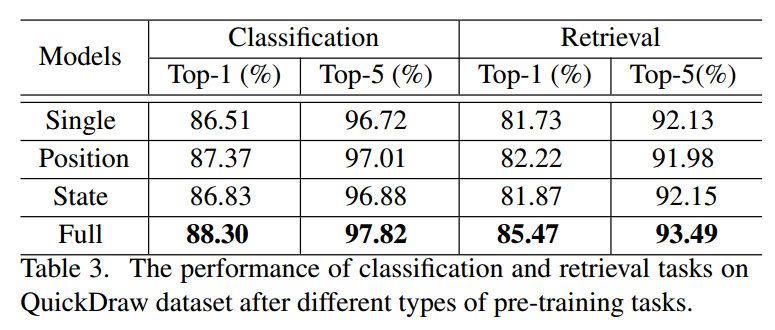 Models Classification Retrieval
Top-1 (%) Top-5 (%) Top-1 (%) Top-5(%)
Single 86.51 96.72 81.73 92.13
Position 87.37 97.01 82.22 91.98
State 86.83 96.88 81.87 92.15
Full 88.30 97.82 85.47 93.49
Table 3. The performance of classification and retrieval tasks on
QuickDraw dataset after different types of pre-training tasks.